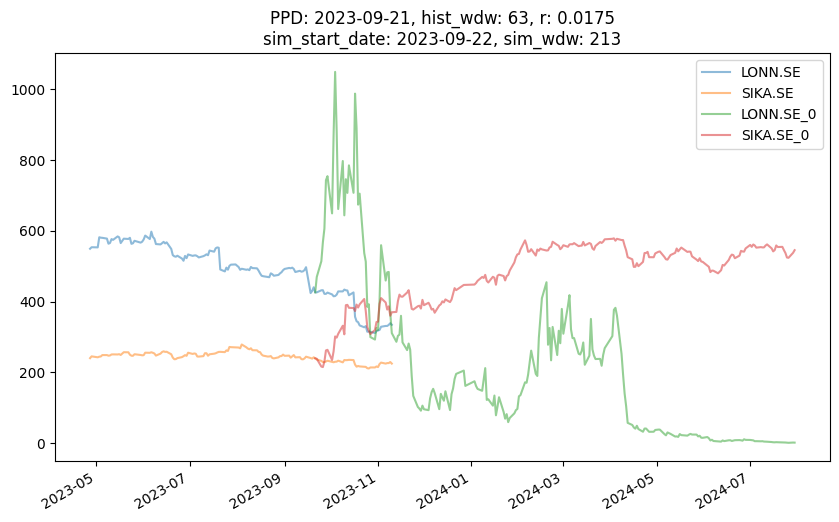 PPD: 2023-09-21, hist_wdw: 63, r: 0.0175
sim_start_date: 2023-09-22, sim_wdw: 213
LONN.SE
SIKA.SE
LONN.SE_0
SIKA.SE_0
1000
800
600
400
200
0
2023-05
2023-07
2023-09
2023-11
2024-01
2024-03
2024-05
2024-07